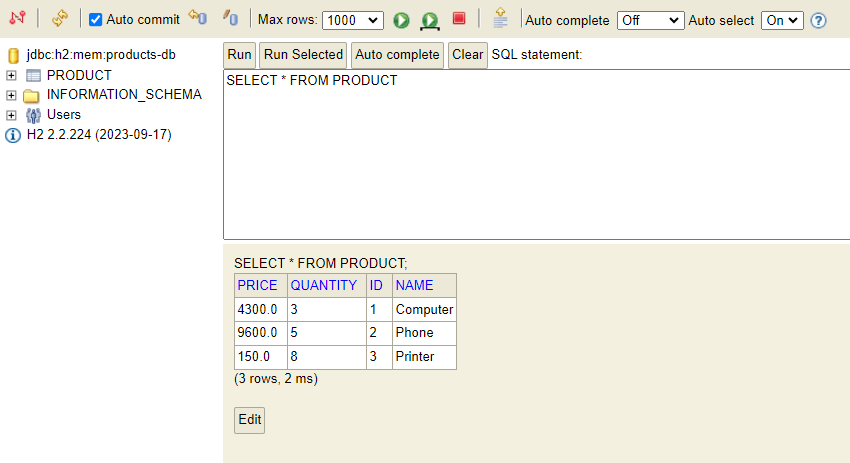 Auto commit Max rows: 1000 Auto complete Off Auto select On
jdbc:h2:mem:products-db
PRODUCT
INFORMATION_SCHEMA
Users
H2 2.2.224 (2023-09-17)
Run Run Selected Auto complete Clear SQL statement:
SELECT * FROM PRODUCT
SELECT * FROM PRODUCT;
PRICE QUANTITY ID NAME
4300.0 3 1 Computer
9600.0 5 2 Phone
150.0 8 3 Printer
(3 rows, 2 ms)
Edit